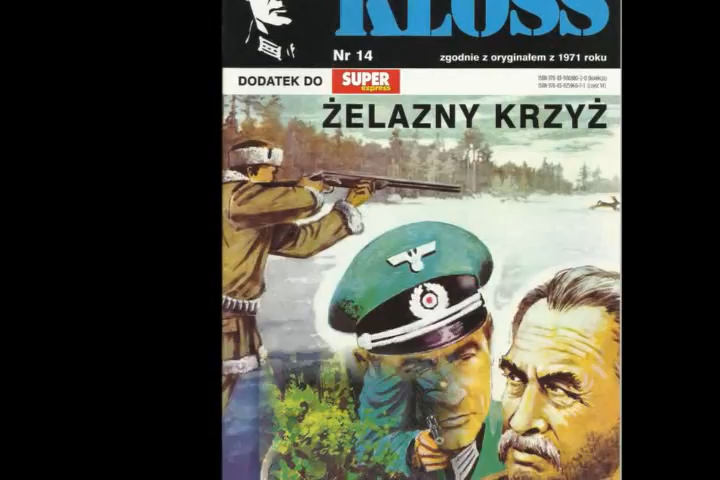 KLOSS
Nr 14
zgodnie z oryginałem z 1971 roku
DODATEK DO
SUPER
express
ŻELAZNY KRZYŻ